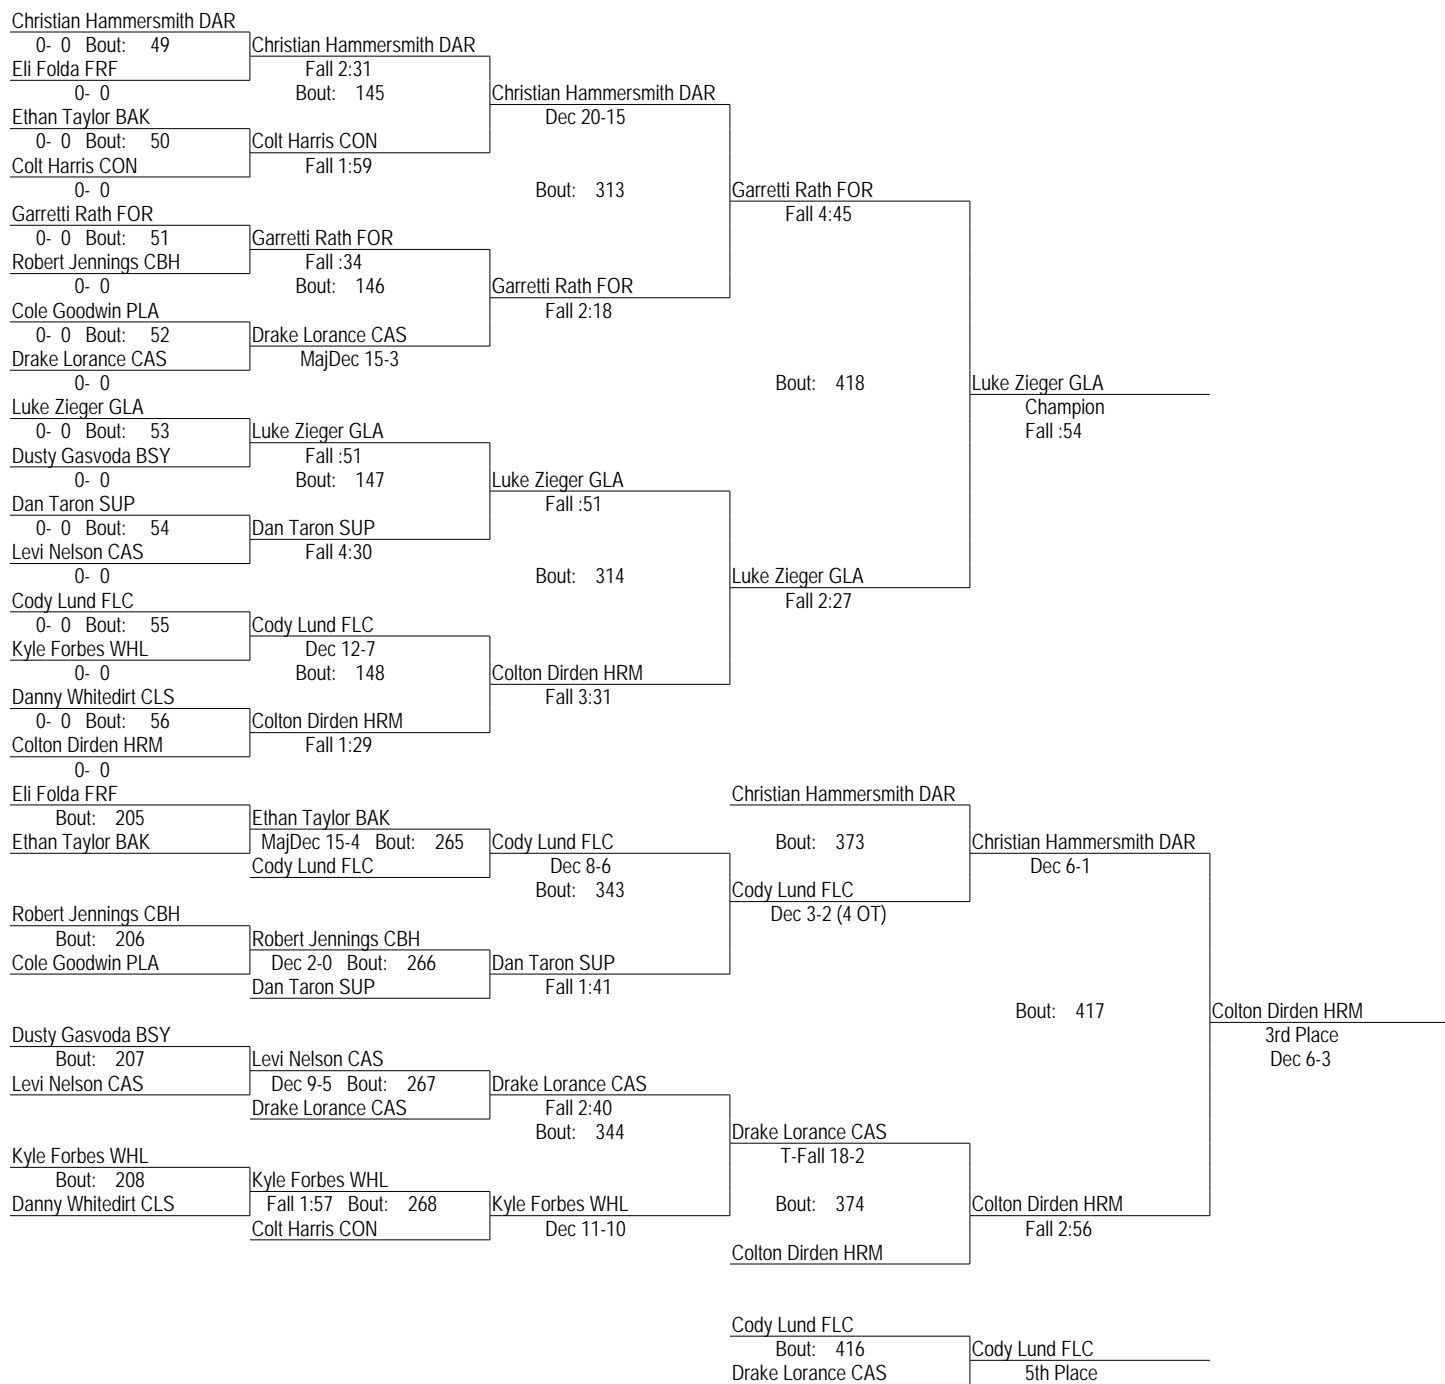 Christian Hammersmith DAR
0- 0 Bout: 49 Christian Hammersmith DAR
Eli Folda FRF Fall 2:31
0- 0 Bout: 145 Christian Hammersmith DAR
Ethan Taylor BAK Dec 20-15
0- 0 Bout: 50 Colt Harris CON
Colt Harris CON Fall 1:59
0- 0 Bout: 313 Garretti Rath FOR
Garretti Rath FOR Fall 4:45
0- 0 Bout: 51 Garretti Rath FOR
Robert Jennings CBH Fall :34
0- 0 Bout: 146 Garretti Rath FOR
Cole Goodwin PLA Fall 2:18
0- 0 Bout: 52 Drake Lorance CAS
Drake Lorance CAS MajDec 15-3
0- 0 Bout: 418 Luke Zieger GLA
Luke Zieger GLA Champion
0- 0 Bout: 53 Luke Zieger GLA Fall :54
Dusty Gasvoda BSY Fall :51
0- 0 Bout: 147 Luke Zieger GLA
Dan Taron SUP Fall :51
0- 0 Bout: 54 Dan Taron SUP
Levi Nelson CAS Fall 4:30
0- 0 Bout: 314 Luke Zieger GLA
Cody Lund FLC Fall 2:27
0- 0 Bout: 55 Cody Lund FLC
Kyle Forbes WHL Dec 12-7
0- 0 Bout: 148 Colton Dirden HRM
Danny Whitedirt CLS Fall 3:31
0- 0 Bout: 56 Colton Dirden HRM
Colton Dirden HRM Fall 1:29
0- 0
Eli Folda FRF Christian Hammersmith DAR
Bout: 205 Ethan Taylor BAK
Ethan Taylor BAK MajDec 15-4 Bout: 265 Cody Lund FLC Bout: 373 Christian Hammersmith DAR
Cody Lund FLC Dec 8-6 Dec 6-1
Bout: 343 Cody Lund FLC
Robert Jennings CBH Dec 3-2 (4 OT)
Bout: 206 Robert Jennings CBH
Cole Goodwin PLA Dec 2-0 Bout: 266 Dan Taron SUP
Dan Taron SUP Fall 1:41
Bout: 417 Colton Dirden HRM
Dusty Gasvoda BSY 3rd Place
Bout: 207 Levi Nelson CAS Dec 6-3
Levi Nelson CAS Dec 9-5 Bout: 267 Drake Lorance CAS
Drake Lorance CAS Fall 2:40
Bout: 344 Drake Lorance CAS
Kyle Forbes WHL T-Fall 18-2
Bout: 208 Kyle Forbes WHL
Danny Whitedirt CLS Fall 1:57 Bout: 268 Kyle Forbes WHL Bout: 374 Colton Dirden HRM
Colt Harris CON Dec 11-10 Fall 2:56
Colton Dirden HRM
Cody Lund FLC
Bout: 416 Cody Lund FLC
Drake Lorance CAS 5th Place